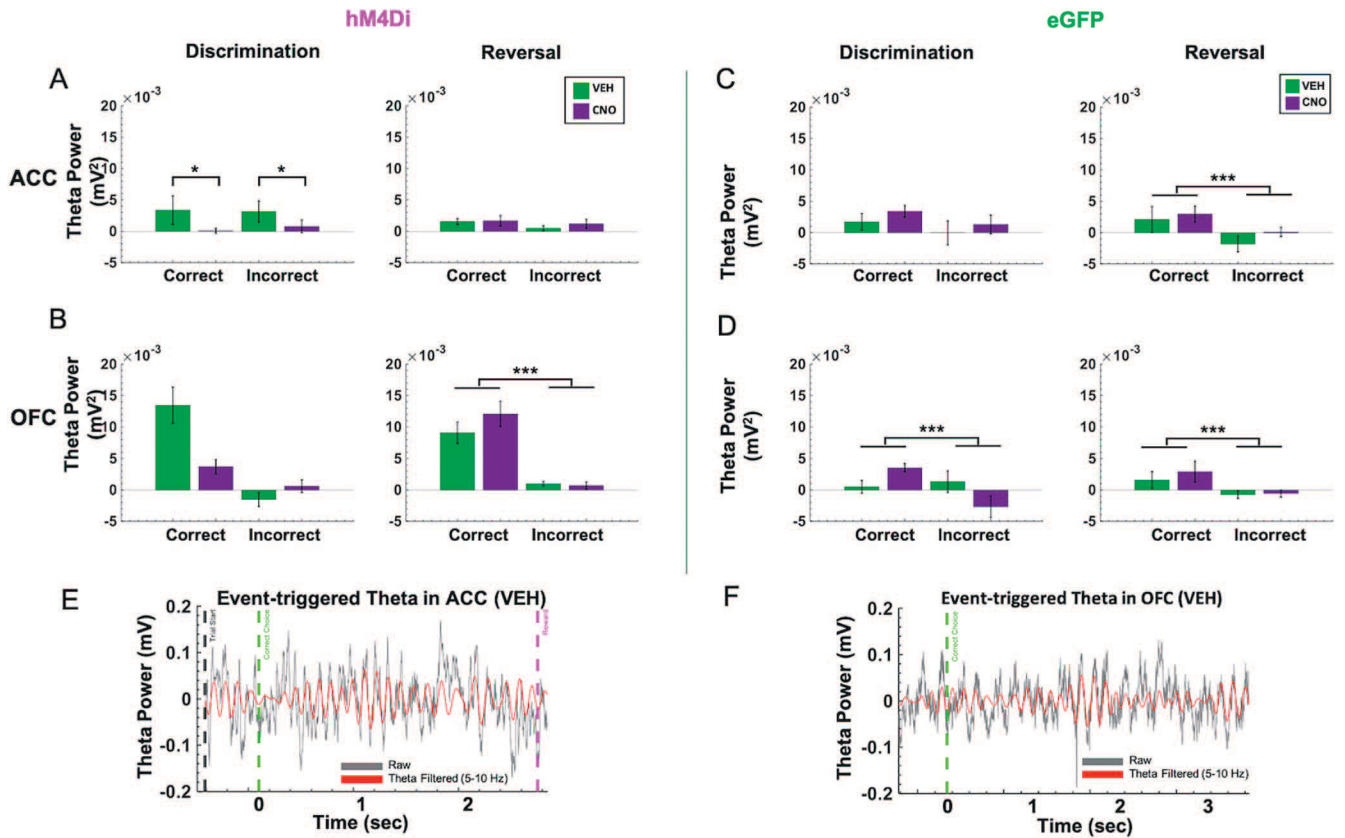 hM4Di
eGFP
Discrimination
Reversal
Discrimination
Reversal
A
VEH
CNO
× 10⁻³
20
15
10
5
0
-5
ACC
Theta Power
(mV²)
*
*
Correct Incorrect
× 10⁻³
20
15
10
5
0
-5
Correct Incorrect
C
VEH
CNO
× 10⁻³
20
15
10
5
0
-5
Theta Power
(mV²)
Correct Incorrect
× 10⁻³
20
15
10
5
0
-5
***
Correct Incorrect
B
× 10⁻³
20
15
10
5
0
-5
OFC
Theta Power
(mV²)
Correct Incorrect
× 10⁻³
20
15
10
5
0
-5
***
Correct Incorrect
D
× 10⁻³
20
15
10
5
0
-5
Theta Power
(mV²)
***
Correct Incorrect
× 10⁻³
20
15
10
5
0
-5
***
Correct Incorrect
E
Event-triggered Theta in ACC (VEH)
Theta Power (mV)
0.2
0.1
0
-0.1
-0.2
Trial Start
Correct Choice
Reward
Raw
Theta Filtered (5-10 Hz)
0 1 2
Time (sec)
F
Event-triggered Theta in OFC (VEH)
Theta Power (mV)
0.2
0.1
0
-0.1
-0.2
Correct Choice
Raw
Theta Filtered (5-10 Hz)
0 1 2 3
Time (sec)